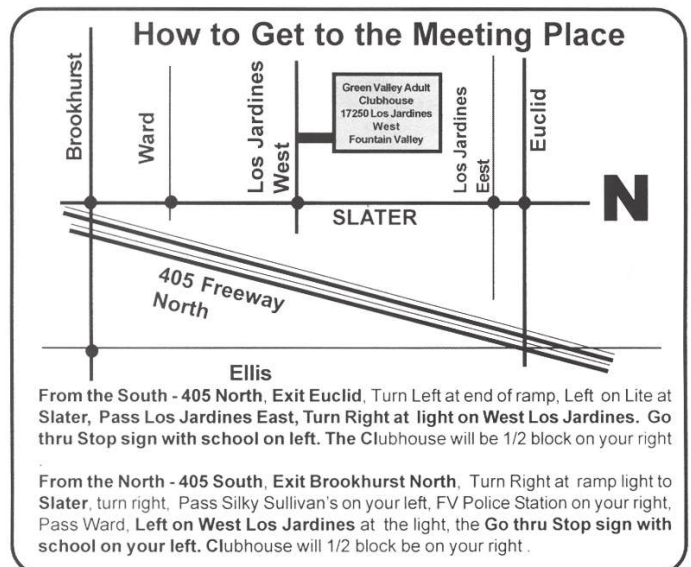 How to Get to the Meeting Place
Brookhurst
Ward
Los Jardines
West
Green Valley Adult
Clubhouse
17250 Los Jardines
West
Fountain Valley
Los Jardines
Eest
Euclid
N
SLATER
405 Freeway
North
Ellis
From the South - 405 North, Exit Euclid, Turn Left at end of ramp, Left on Lite at
Slater, Pass Los Jardines East, Turn Right at light on West Los Jardines. Go
thru Stop sign with school on left. The Clubhouse will be 1/2 block on your right
.
From the North - 405 South, Exit Brookhurst North, Turn Right at ramp light to
Slater, turn right, Pass Silky Sullivan's on your left, FV Police Station on your right,
Pass Ward, Left on West Los Jardines at the light, the Go thru Stop sign with
school on your left. Clubhouse will 1/2 block be on your right .